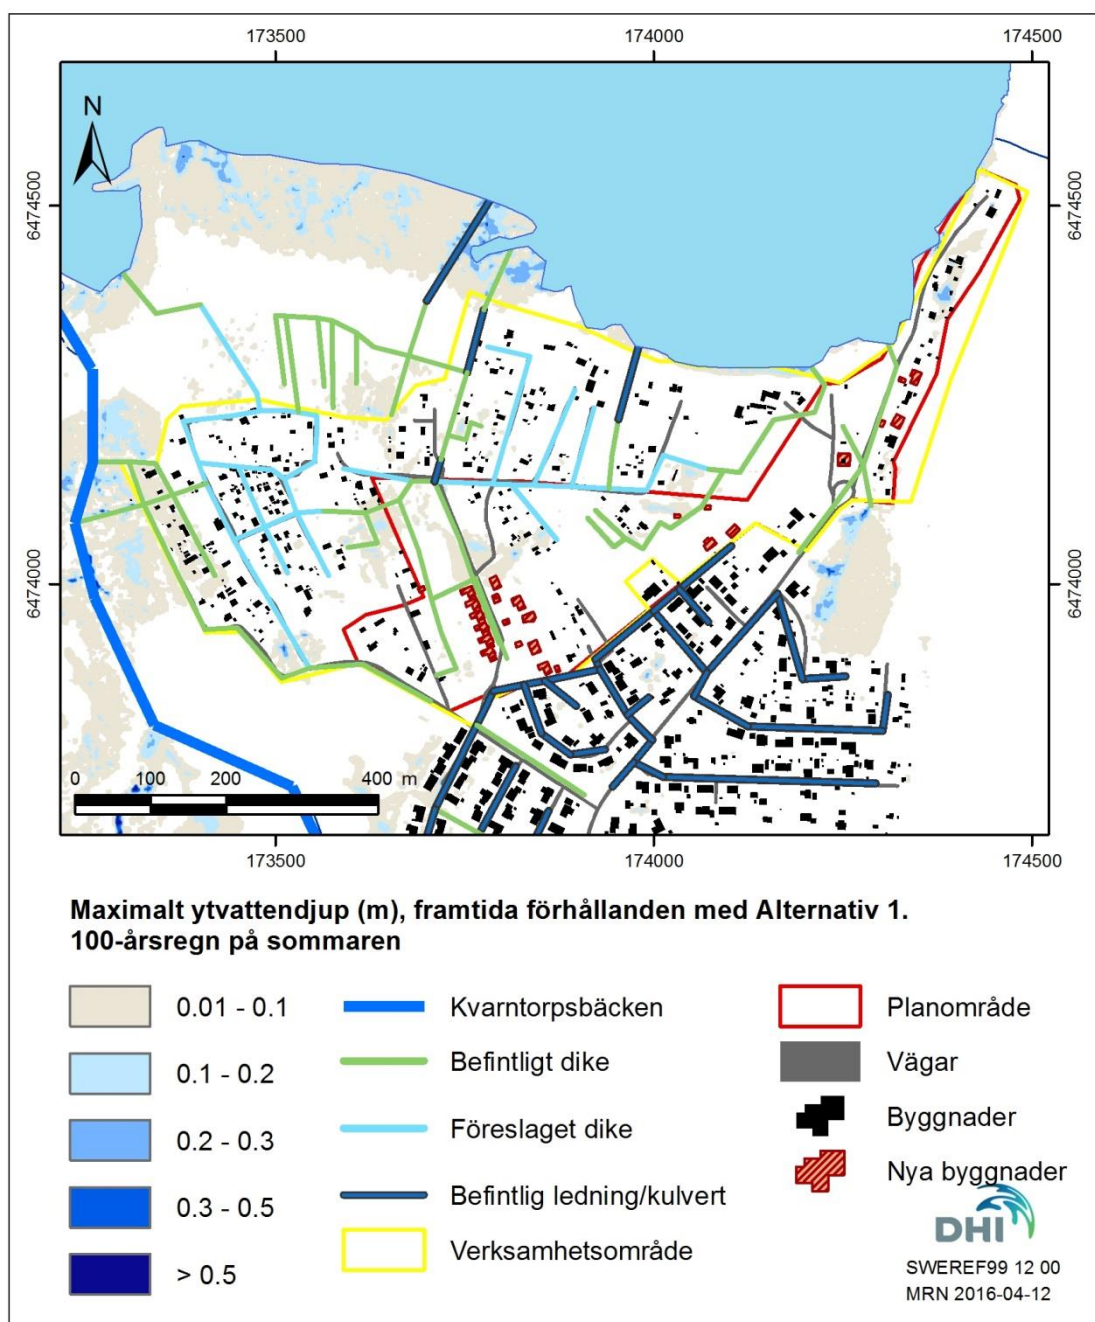 173500 174000 174500
N
6474500 6474500
6474000 6474000
0 100 200 400 m
173500 174000 174500
Maximalt ytvattendjup (m), framtida förhållanden med Alternativ 1.
100-årsregn på sommaren
0.01 - 0.1
0.1 - 0.2
0.2 - 0.3
0.3 - 0.5
> 0.5
Kvarntorpsbäcken
Befintligt dike
Föreslaget dike
Befintlig ledning/kulvert
Verksamhetsområde
Planområde
Vägar
Byggnader
Nya byggnader
DHI
SWEREF99 12 00
MRN 2016-04-12